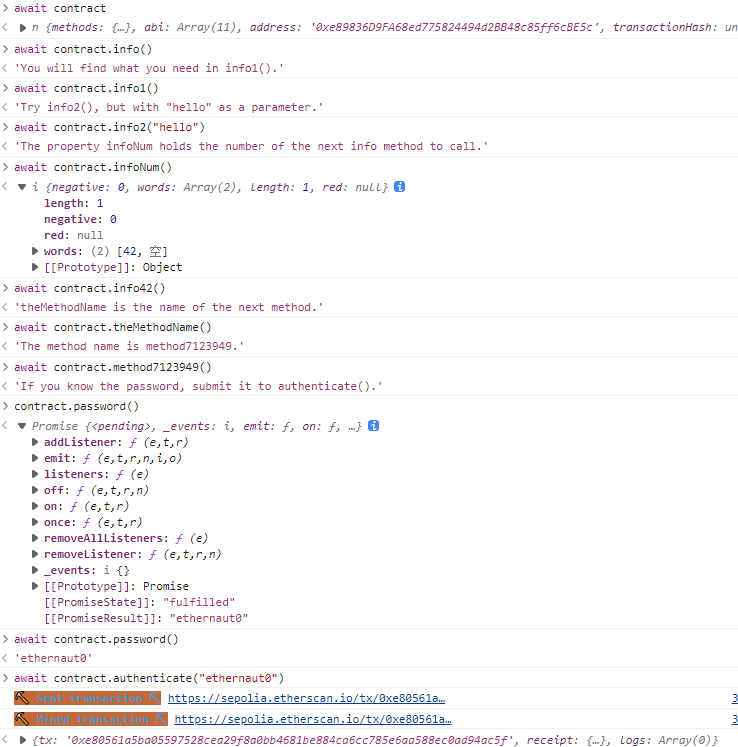 > await contract
< ▶ n {methods: {…}, abi: Array(11), address: '0xe89836D9FA68ed775824494d2BB48c85ff6cBE5c', transactionHash: un
> await contract.info()
< 'You will find what you need in info1().'
> await contract.info1()
< 'Try info2(), but with "hello" as a parameter.'
> await contract.info2("hello")
< 'The property infoNum holds the number of the next info method to call.'
> await contract.infoNum()
< ▼ i {negative: 0, words: Array(2), length: 1, red: null} i
length: 1
negative: 0
red: null
▶ words: (2) [42, 空]
▶ [[Prototype]]: Object
> await contract.info42()
< 'theMethodName is the name of the next method.'
> await contract.theMethodName()
< 'The method name is method7123949.'
> await contract.method7123949()
< 'If you know the password, submit it to authenticate().'
> contract.password()
< ▼ Promise {<pending>, _events: i, emit: ƒ, on: ƒ, …} i
▶ addListener: ƒ (e,t,r)
▶ emit: ƒ (e,t,r,n,i,o)
▶ listeners: ƒ (e)
▶ off: ƒ (e,t,r,n)
▶ on: ƒ (e,t,r)
▶ once: ƒ (e,t,r)
▶ removeAllListeners: ƒ (e)
▶ removeListener: ƒ (e,t,r,n)
▶ _events: i {}
▶ [[Prototype]]: Promise
[[PromiseState]]: "fulfilled"
[[PromiseResult]]: "ethernaut0"
> await contract.password()
< 'ethernaut0'
> await contract.authenticate("ethernaut0")
⛏ Sent transaction ⛏ https://sepolia.etherscan.io/tx/0xe80561a… 3
⛏ Mined transaction ⛏ https://sepolia.etherscan.io/tx/0xe80561a… 3
< ▶ {tx: '0xe80561a5ba05597528cea29f8a0bb4681be884ca6cc785e6aa588ec0ad94ac5f', receipt: {…}, logs: Array(0)}